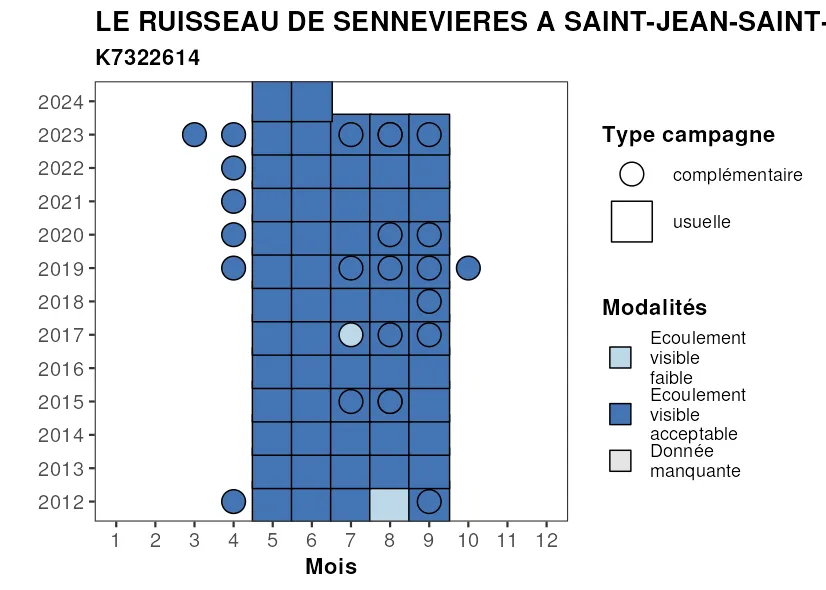 LE RUISSEAU DE SENNEVIERES A SAINT-JEAN-SAINT-
K7322614
2024
2023
2022
2021
2020
2019
2018
2017
2016
2015
2014
2013
2012
1 2 3 4 5 6 7 8 9 10 11 12
Mois
Type campagne
complémentaire
usuelle
Modalités
Ecoulement
visible
faible
Ecoulement
visible
acceptable
Donnée
manquante